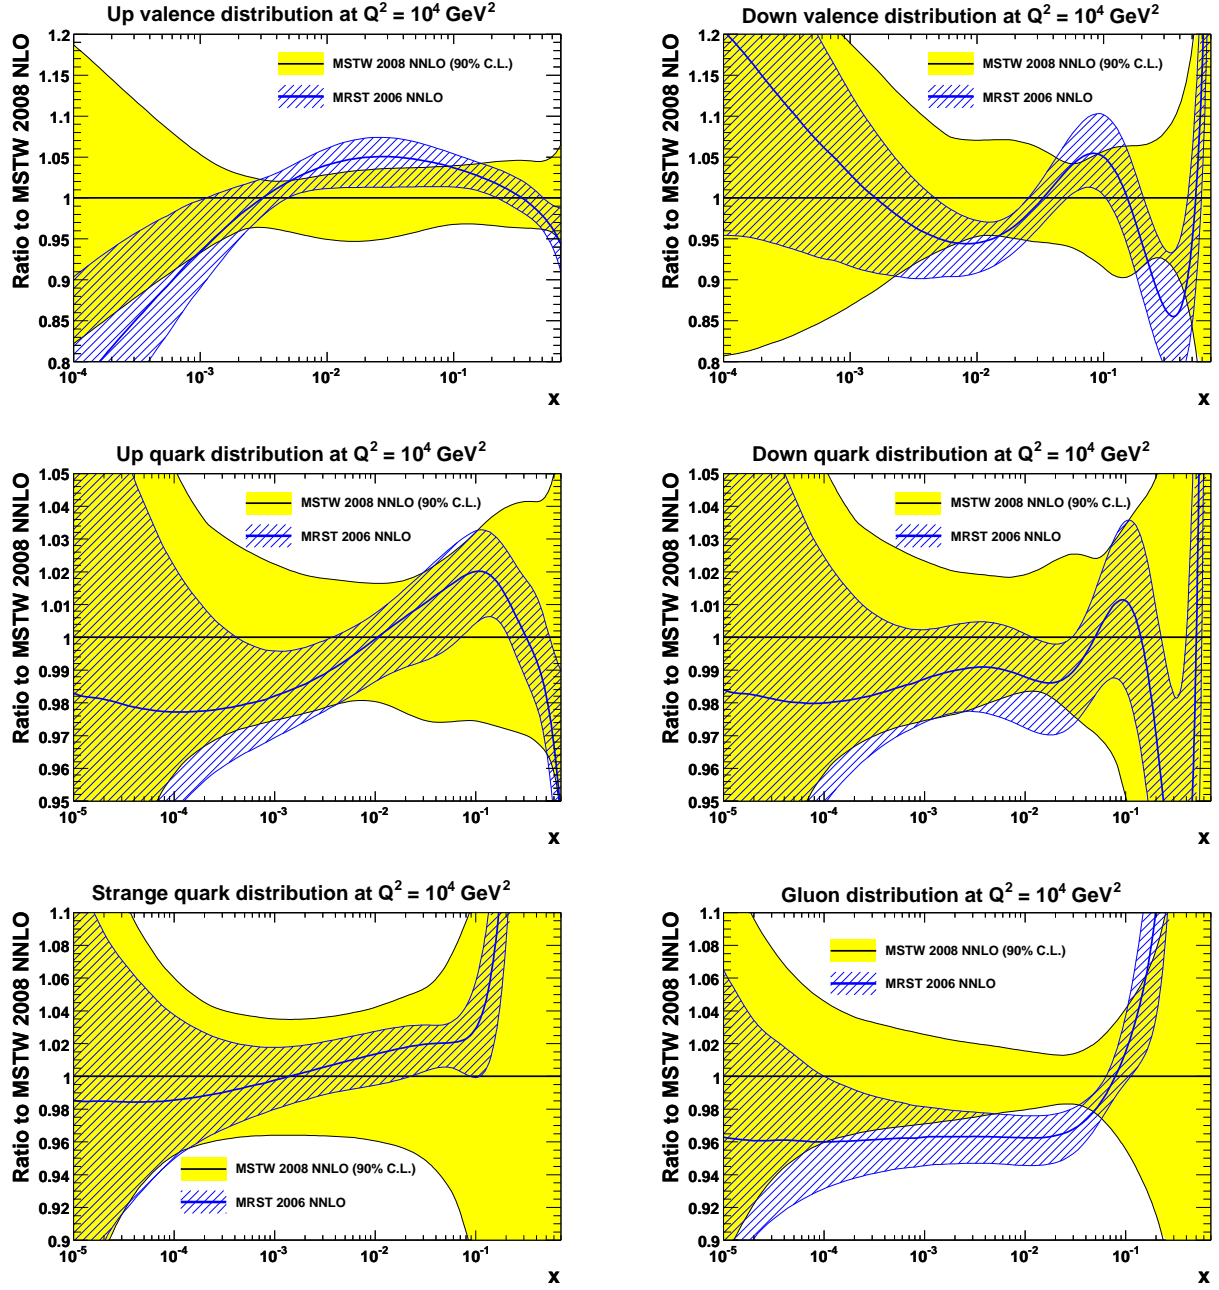 Up valence distribution at Q² = 10⁴ GeV²
Ratio to MSTW 2008 NLO
1.2
1.15
1.1
1.05
1
0.95
0.9
0.85
0.8
MSTW 2008 NNLO (90% C.L.)
MRST 2006 NNLO
10⁻⁴ 10⁻³ 10⁻² 10⁻¹
x
Down valence distribution at Q² = 10⁴ GeV²
Ratio to MSTW 2008 NLO
1.2
1.15
1.1
1.05
1
0.95
0.9
0.85
0.8
MSTW 2008 NNLO (90% C.L.)
MRST 2006 NNLO
10⁻⁴ 10⁻³ 10⁻² 10⁻¹
x
Up quark distribution at Q² = 10⁴ GeV²
Ratio to MSTW 2008 NNLO
1.05
1.04
1.03
1.02
1.01
1
0.99
0.98
0.97
0.96
0.95
MSTW 2008 NNLO (90% C.L.)
MRST 2006 NNLO
10⁻⁵ 10⁻⁴ 10⁻³ 10⁻² 10⁻¹
x
Down quark distribution at Q² = 10⁴ GeV²
Ratio to MSTW 2008 NNLO
1.05
1.04
1.03
1.02
1.01
1
0.99
0.98
0.97
0.96
0.95
MSTW 2008 NNLO (90% C.L.)
MRST 2006 NNLO
10⁻⁵ 10⁻⁴ 10⁻³ 10⁻² 10⁻¹
x
Strange quark distribution at Q² = 10⁴ GeV²
Ratio to MSTW 2008 NNLO
1.1
1.08
1.06
1.04
1.02
1
0.98
0.96
0.94
0.92
0.9
MSTW 2008 NNLO (90% C.L.)
MRST 2006 NNLO
10⁻⁵ 10⁻⁴ 10⁻³ 10⁻² 10⁻¹
x
Gluon distribution at Q² = 10⁴ GeV²
Ratio to MSTW 2008 NNLO
1.1
1.08
1.06
1.04
1.02
1
0.98
0.96
0.94
0.92
0.9
MSTW 2008 NNLO (90% C.L.)
MRST 2006 NNLO
10⁻⁵ 10⁻⁴ 10⁻³ 10⁻² 10⁻¹
x